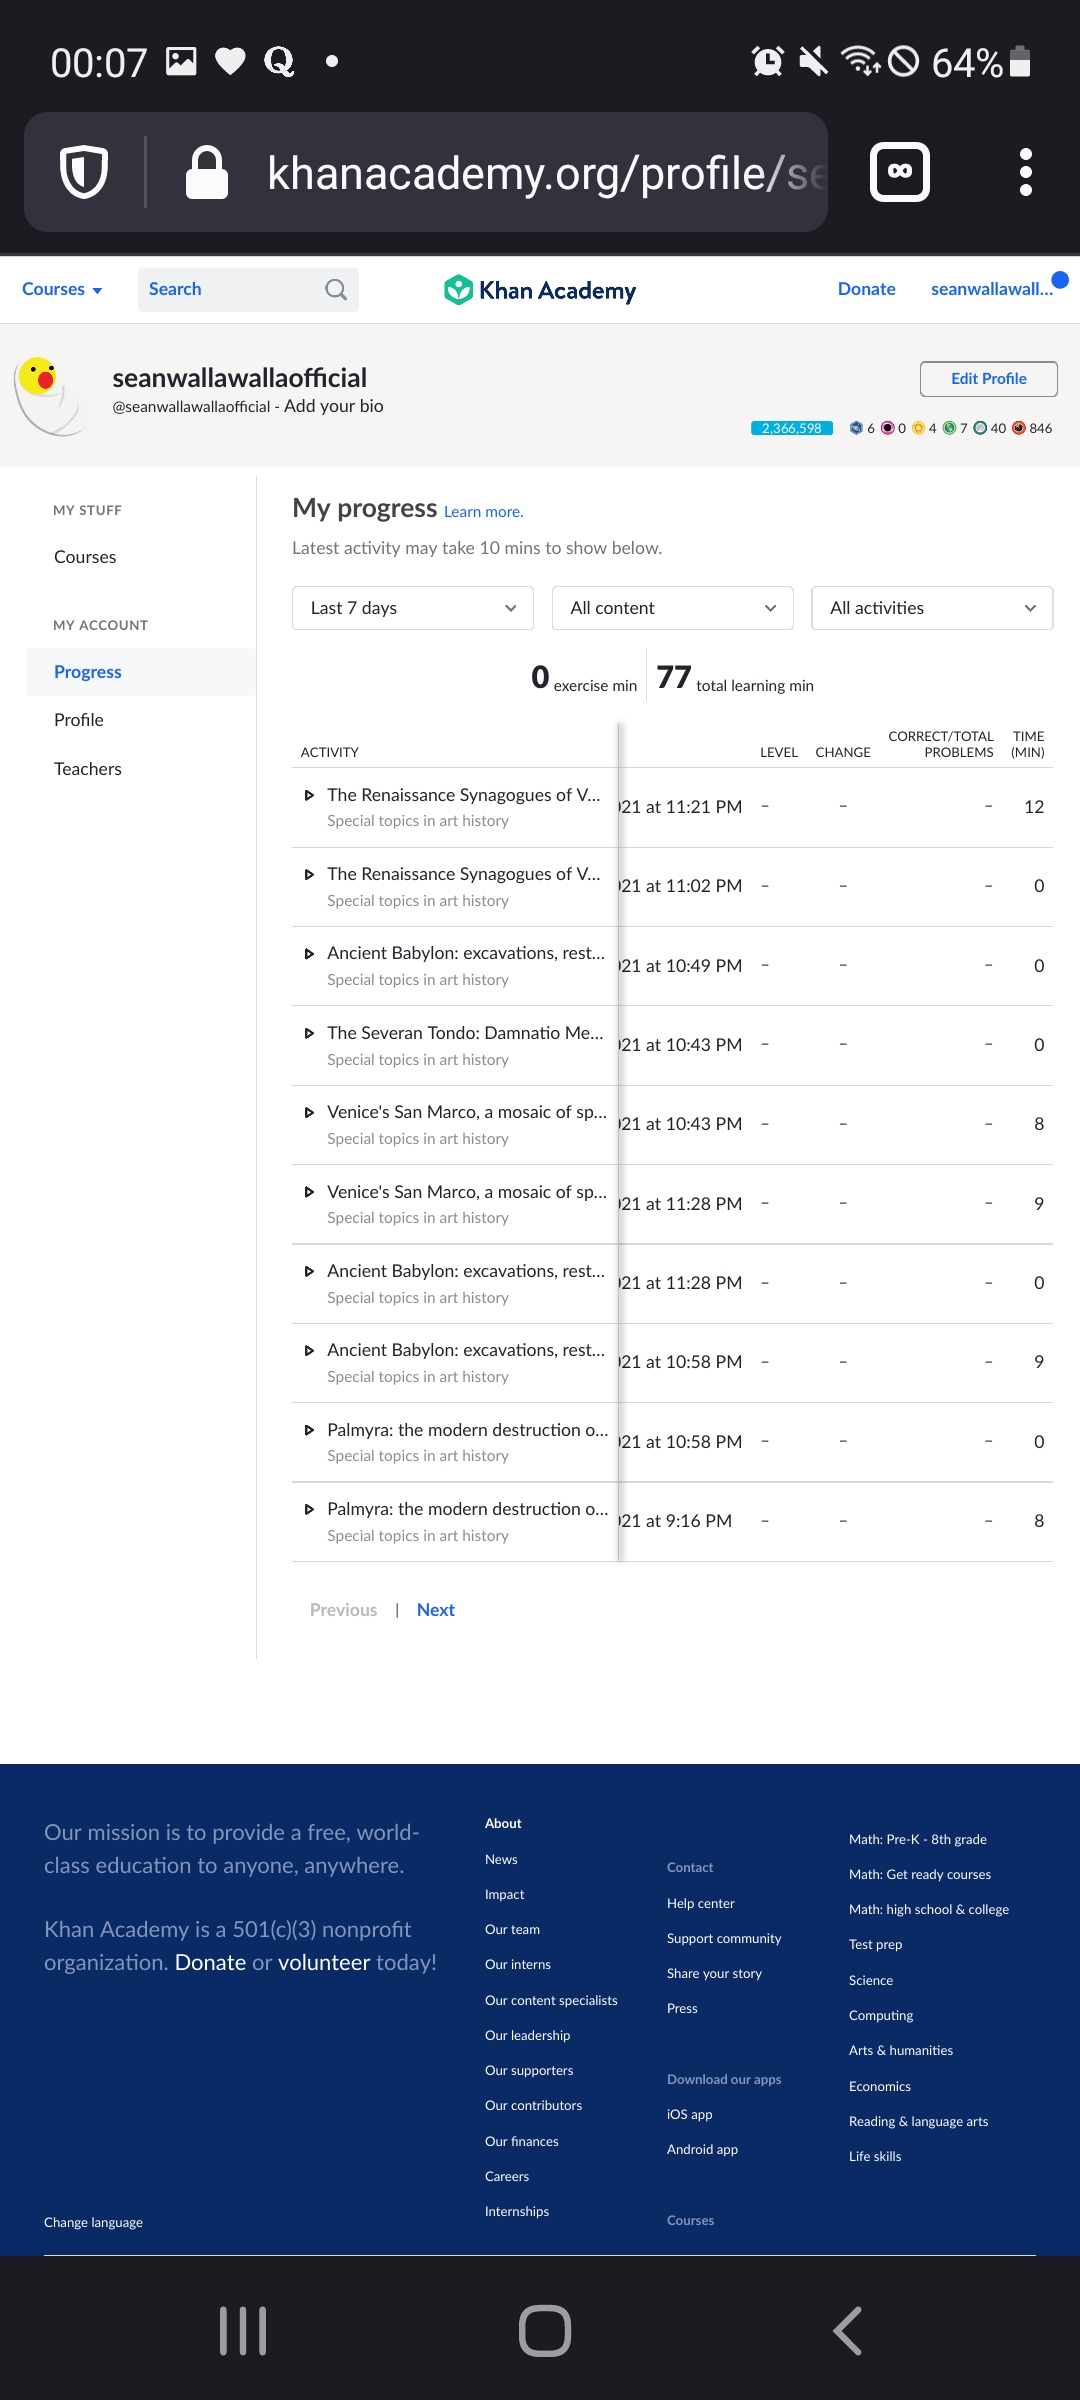 00:07
64%
khanacademy.org/profile/se
Courses
Search
Khan Academy
Donate
seanwallawall...
seanwallawallaofficial
@seanwallawallaofficial - Add your bio
Edit Profile
2,366,598 6 0 4 7 40 846
MY STUFF
Courses
MY ACCOUNT
Progress
Profile
Teachers
My progress Learn more.
Latest activity may take 10 mins to show below.
Last 7 days
All content
All activities
0 exercise min
77 total learning min
ACTIVITY
LEVEL
CHANGE
CORRECT/TOTAL
PROBLEMS
TIME
(MIN)
The Renaissance Synagogues of V...
Special topics in art history
21 at 11:21 PM – – – 12
The Renaissance Synagogues of V...
Special topics in art history
21 at 11:02 PM – – – 0
Ancient Babylon: excavations, rest...
Special topics in art history
21 at 10:49 PM – – – 0
The Severan Tondo: Damnatio Me...
Special topics in art history
21 at 10:43 PM – – – 0
Venice's San Marco, a mosaic of sp...
Special topics in art history
21 at 10:43 PM – – – 8
Venice's San Marco, a mosaic of sp...
Special topics in art history
21 at 11:28 PM – – – 9
Ancient Babylon: excavations, rest...
Special topics in art history
21 at 11:28 PM – – – 0
Ancient Babylon: excavations, rest...
Special topics in art history
21 at 10:58 PM – – – 9
Palmyra: the modern destruction o...
Special topics in art history
21 at 10:58 PM – – – 0
Palmyra: the modern destruction o...
Special topics in art history
21 at 9:16 PM – – – 8
Previous | Next
Our mission is to provide a free, world-
class education to anyone, anywhere.
Khan Academy is a 501(c)(3) nonprofit
organization. Donate or volunteer today!
Change language
About
News
Impact
Our team
Our interns
Our content specialists
Our leadership
Our supporters
Our contributors
Our finances
Careers
Internships
Contact
Help center
Support community
Share your story
Press
Download our apps
iOS app
Android app
Courses
Math: Pre-K - 8th grade
Math: Get ready courses
Math: high school & college
Test prep
Science
Computing
Arts & humanities
Economics
Reading & language arts
Life skills